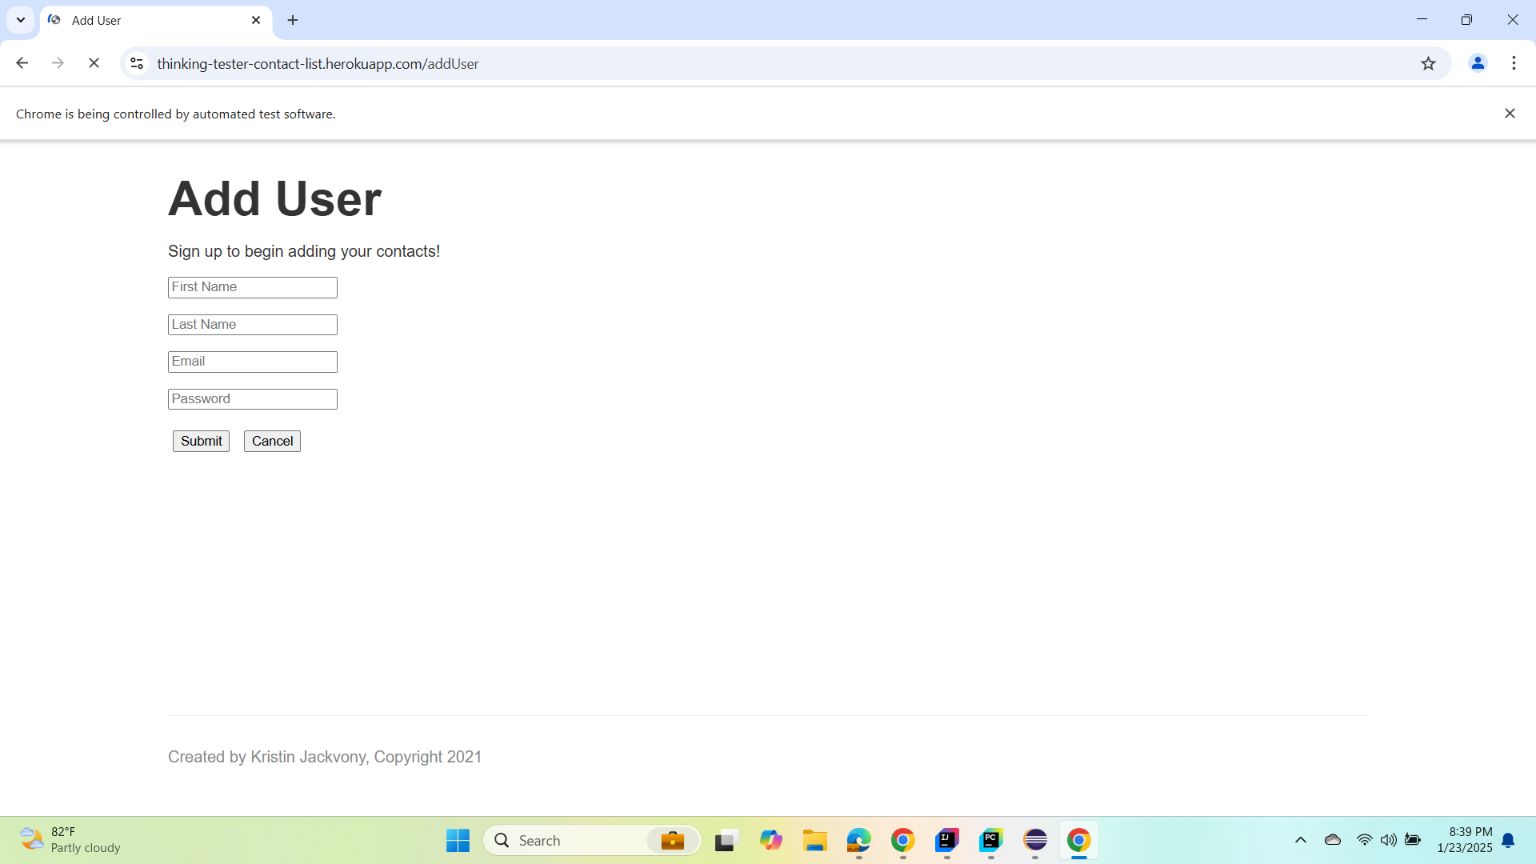 Add User
thinking-tester-contact-list.herokuapp.com/addUser
Chrome is being controlled by automated test software.
Add User
Sign up to begin adding your contacts!
First Name
Last Name
Email
Password
Submit Cancel
Created by Kristin Jackvony, Copyright 2021
82°F
Partly cloudy
Search
IJ
PC
8:39 PM
1/23/2025